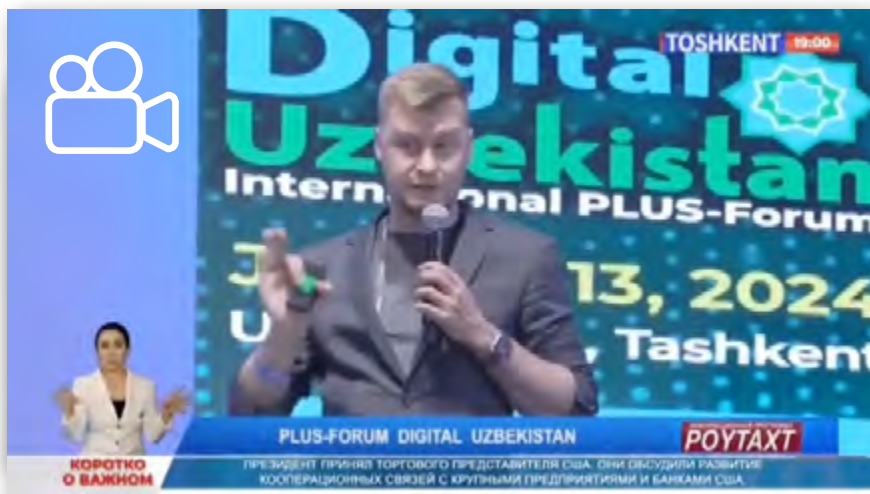 TOSHKENT 19:00
Digital
Uzbekistan
International PLUS-Forum
13, 2024
, Tashkent
PLUS-FORUM DIGITAL UZBEKISTAN
POYTAXT
КОРОТКО
О ВАЖНОМ
ПРЕЗИДЕНТ ПРИНЯЛ ТОРГОВОГО ПРЕДСТАВИТЕЛЯ США. ОНИ ОБСУДИЛИ РАЗВИТИЕ
КООПЕРАЦИОННЫХ СВЯЗЕЙ С КРУПНЫМИ ПРЕДПРИЯТИЯМИ И БАНКАМИ США.